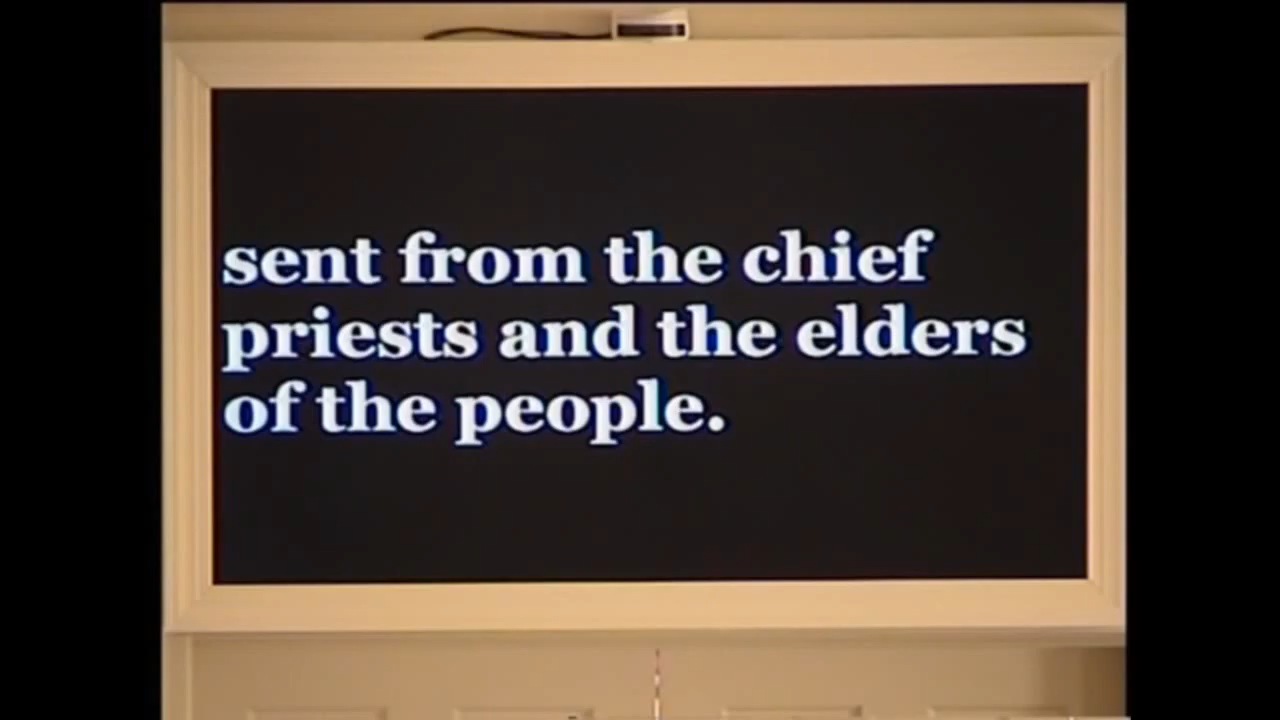 sent from the chief
priests and the elders
of the people.